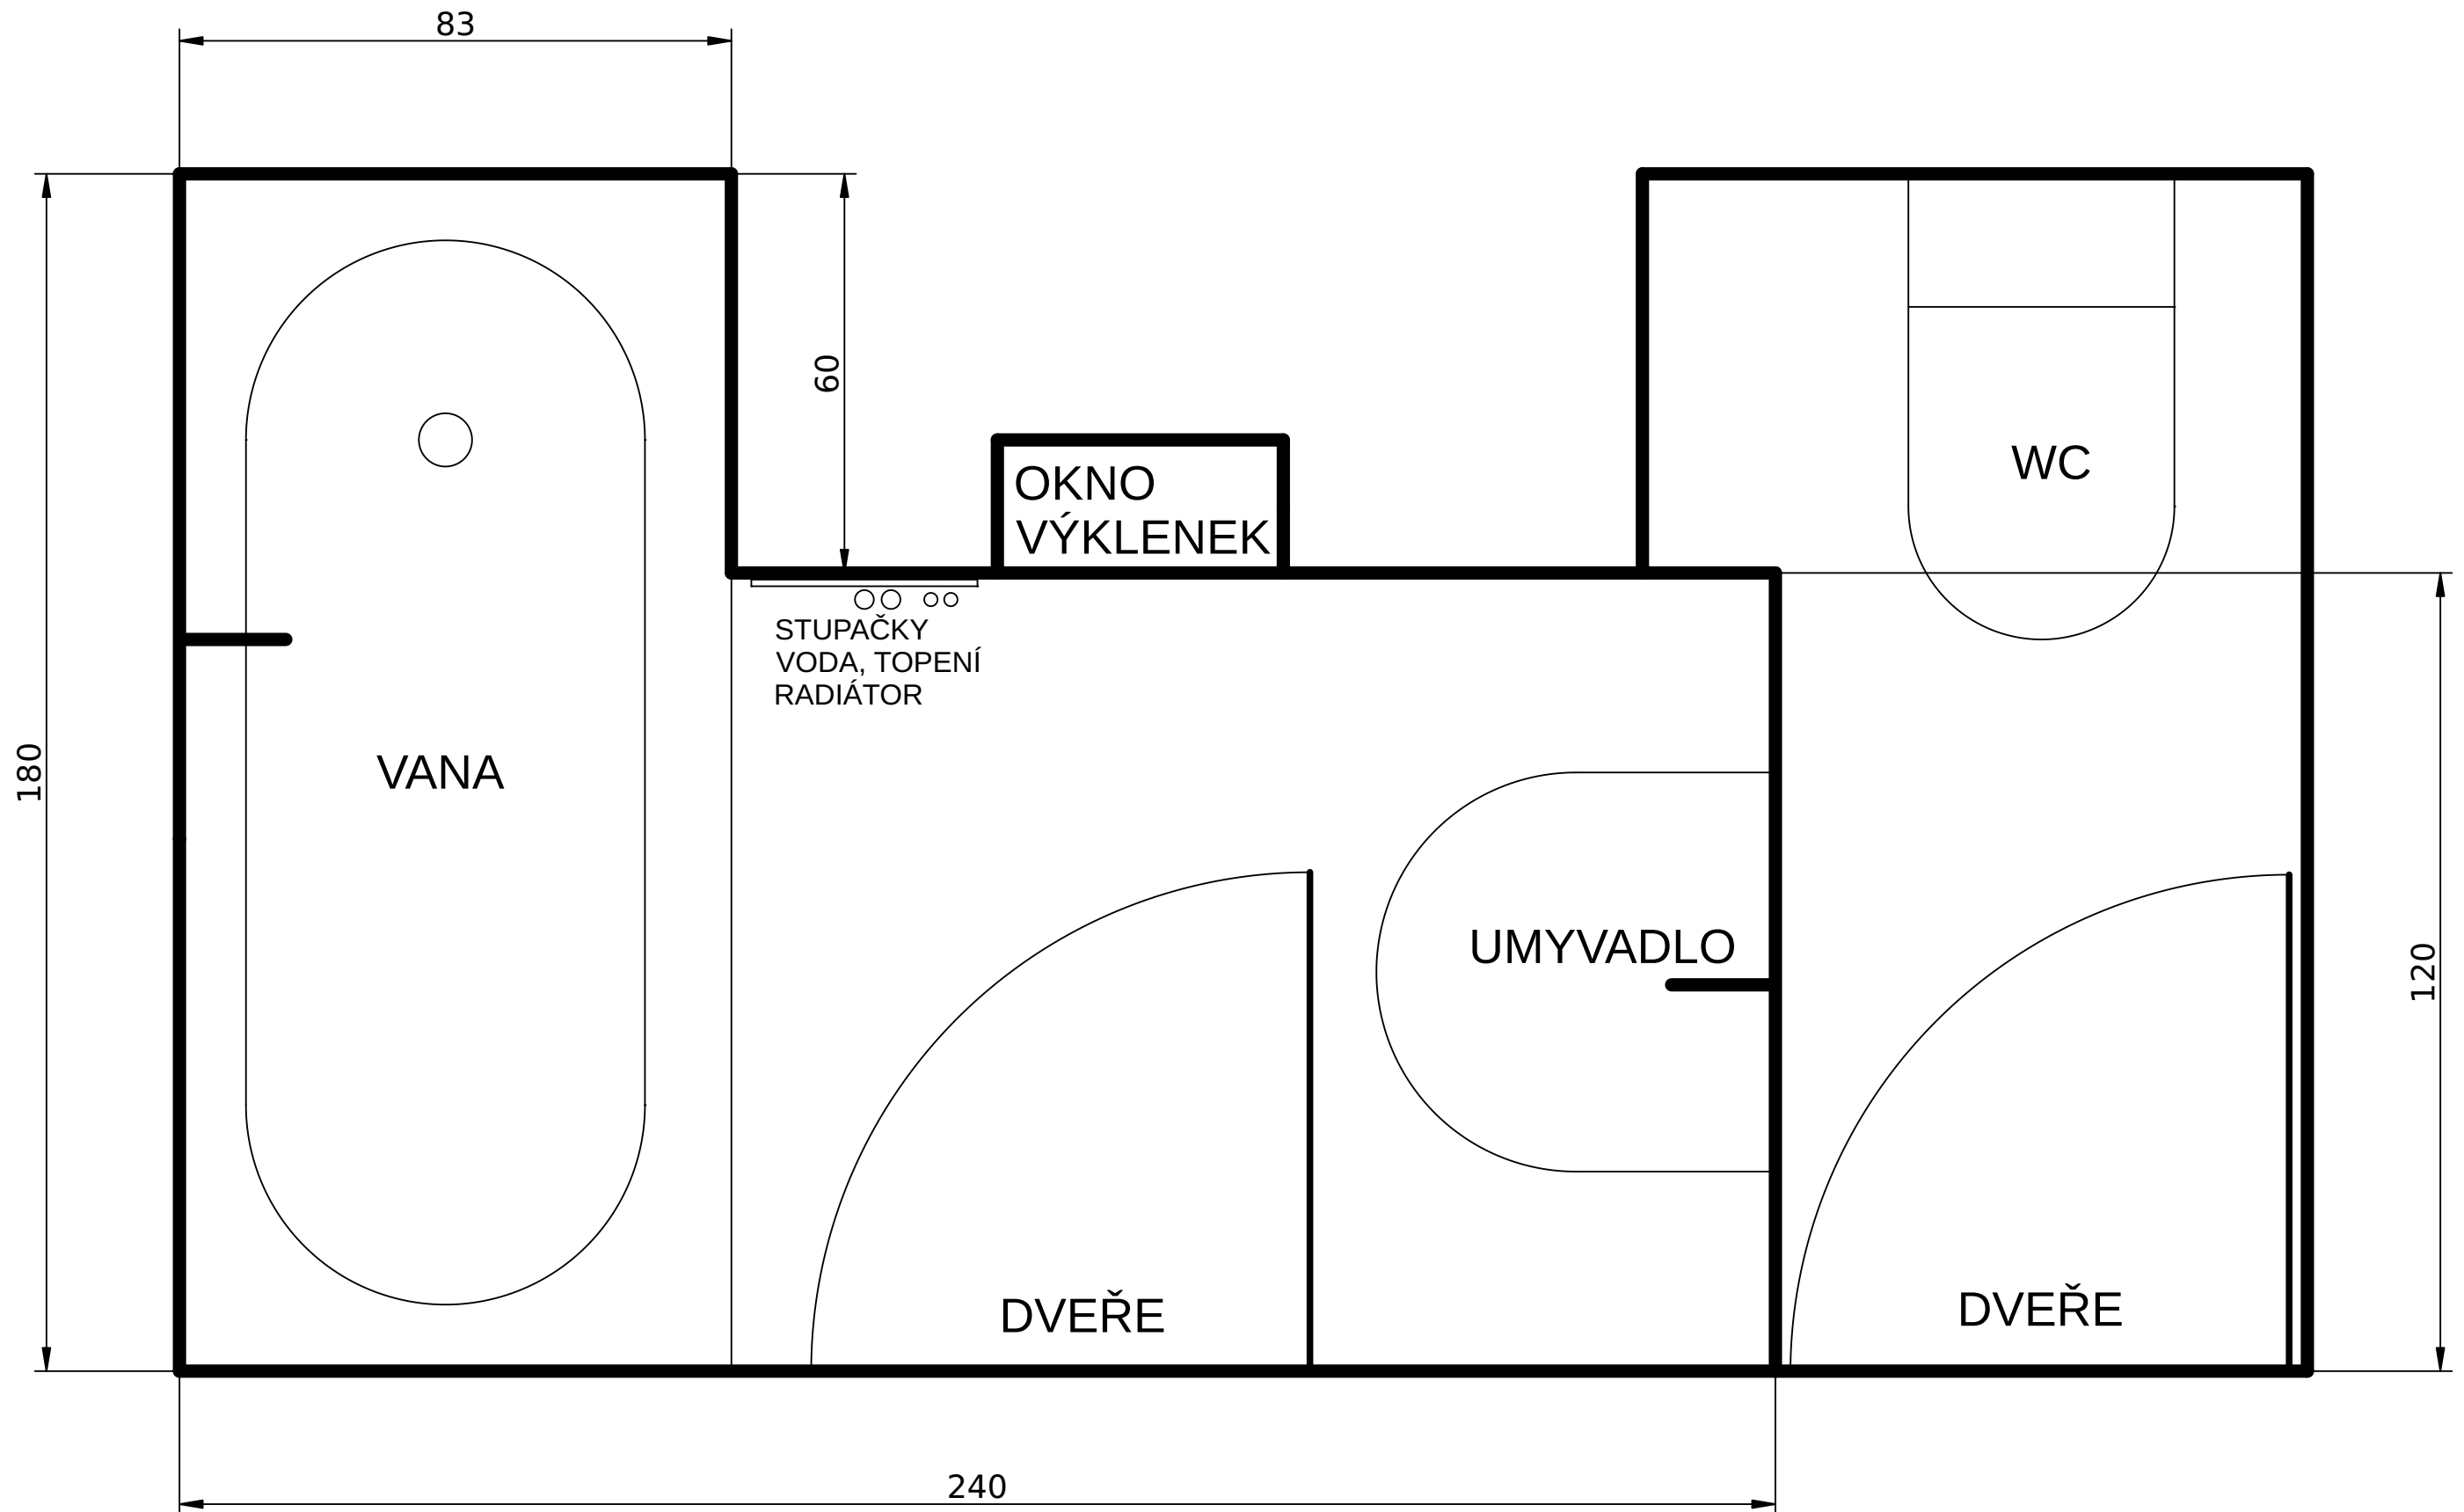 83
60
OKNO
VÝKLENEK
WC
STUPAČKY
VODA, TOPENÍ
RADIÁTOR
180
VANA
UMYVADLO
120
DVEŘE
DVEŘE
240